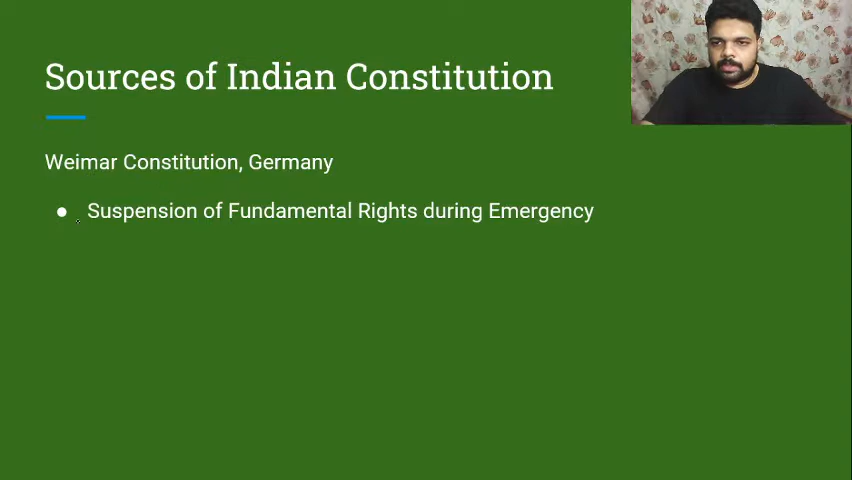 Sources of Indian Constitution
Weimar Constitution, Germany
● Suspension of Fundamental Rights during Emergency